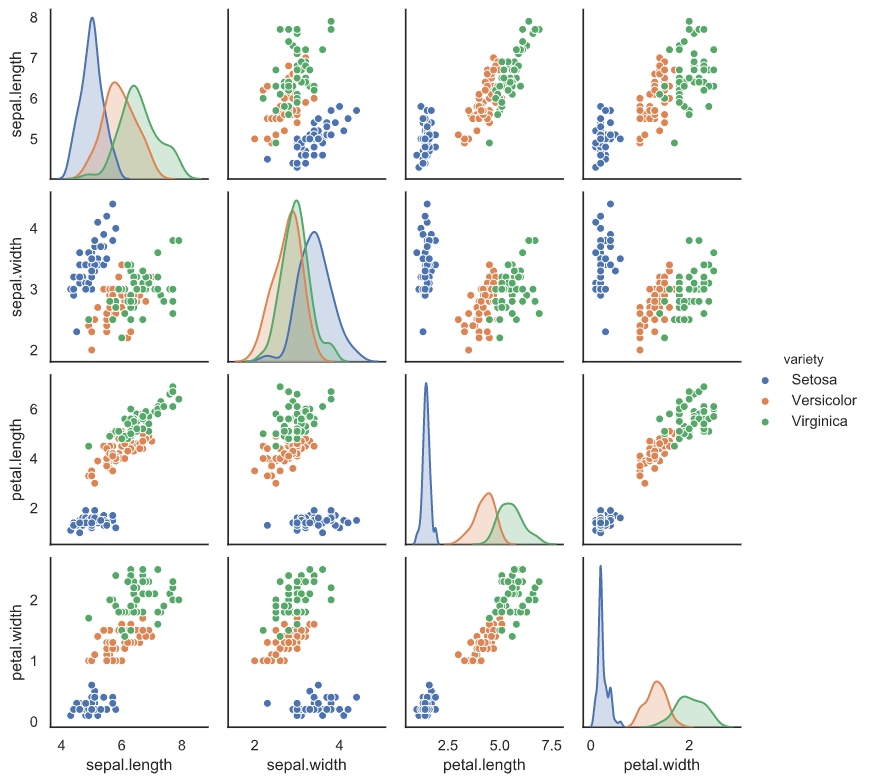 8
7
6
5
sepal.length
4
3
2
sepal.width
6
4
2
petal.length
2
1
0
petal.width
4 6 8
sepal.length
2 4
sepal.width
2.5 5.0 7.5
petal.length
0 2
petal.width
variety
Setosa
Versicolor
Virginica